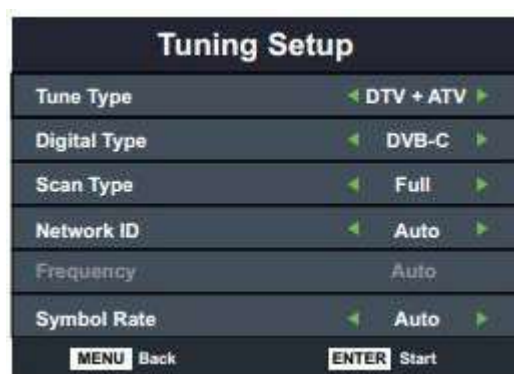 Tuning Setup
Tune Type DTV + ATV
Digital Type DVB-C
Scan Type Full
Network ID Auto
Frequency Auto
Symbol Rate Auto
MENU Back ENTER Start